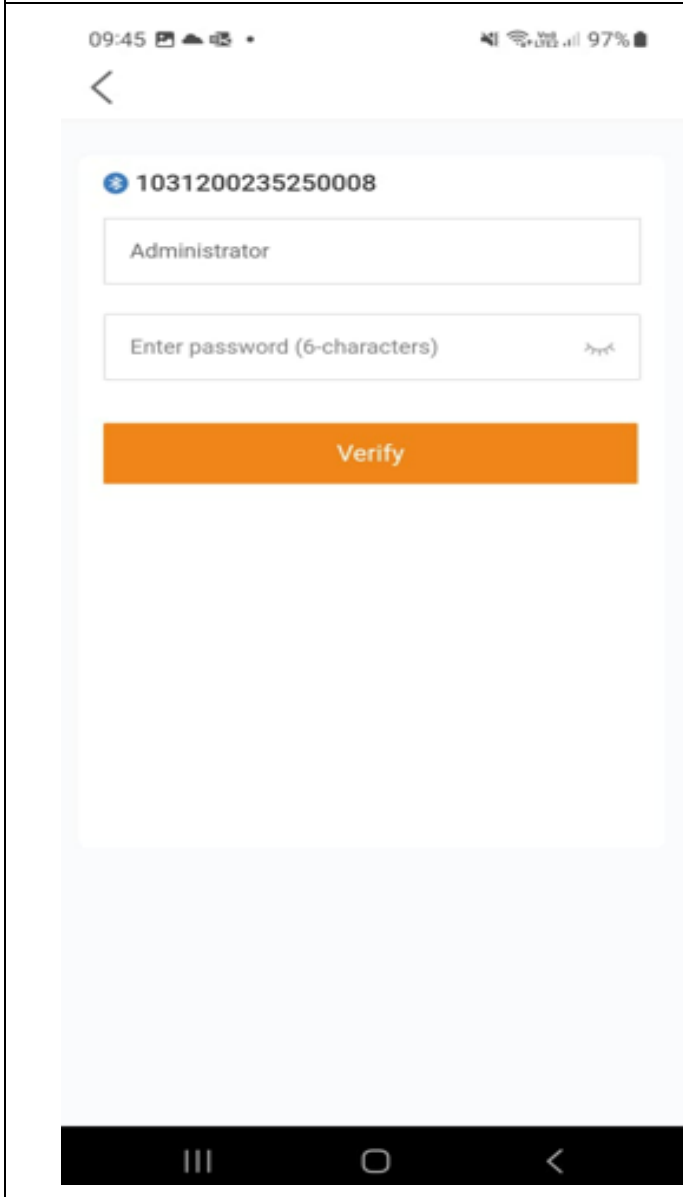 09:45
97%
1031200235250008
Administrator
Enter password (6-characters)
Verify